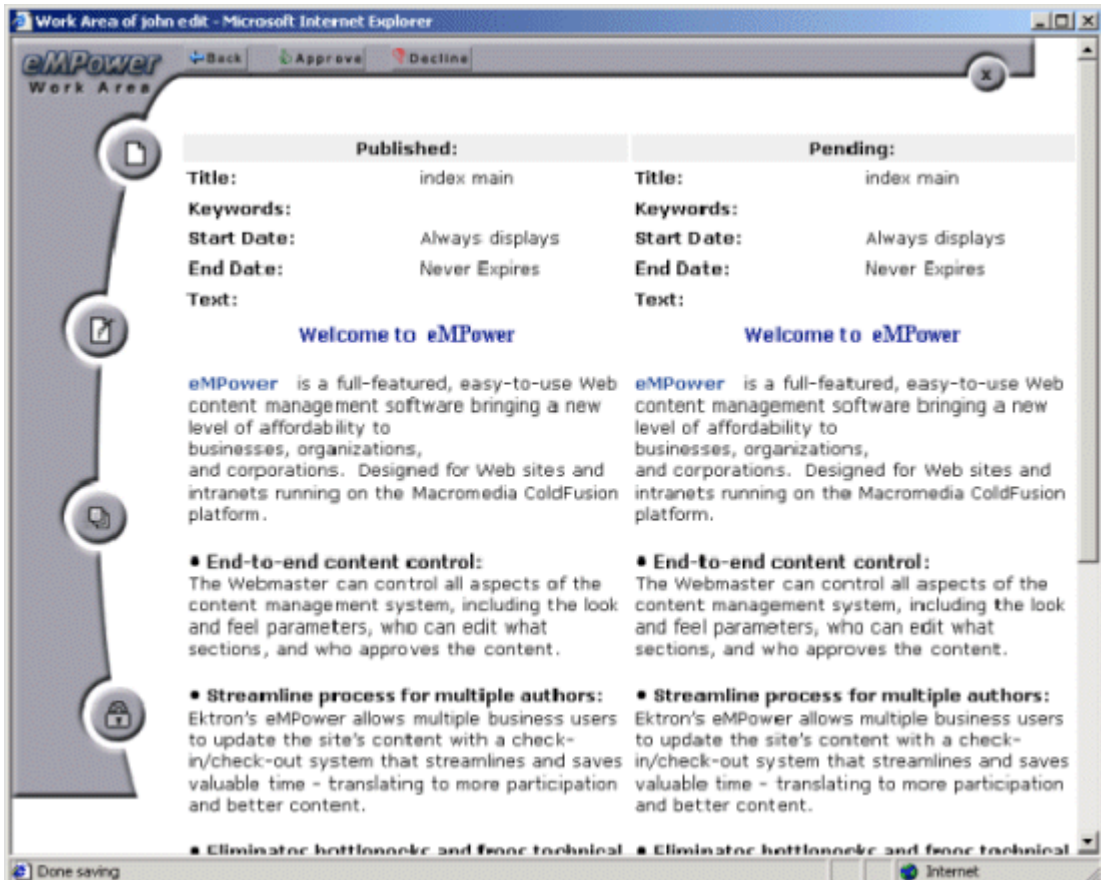 Work Area of john edit - Microsoft Internet Explorer
eMPower
Work Area
Back Approve Decline
x
Published:
Title: index main
Keywords:
Start Date: Always displays
End Date: Never Expires
Text:
Welcome to eMPower
eMPower is a full-featured, easy-to-use Web
content management software bringing a new
level of affordability to
businesses, organizations,
and corporations. Designed for Web sites and
intranets running on the Macromedia ColdFusion
platform.
• End-to-end content control:
The Webmaster can control all aspects of the
content management system, including the look
and feel parameters, who can edit what
sections, and who approves the content.
• Streamline process for multiple authors:
Ektron's eMPower allows multiple business users
to update the site's content with a check-
in/check-out system that streamlines and saves
valuable time - translating to more participation
and better content.
• Eliminates bottlenecks and frees technical
Pending:
Title: index main
Keywords:
Start Date: Always displays
End Date: Never Expires
Text:
Welcome to eMPower
eMPower is a full-featured, easy-to-use Web
content management software bringing a new
level of affordability to
businesses, organizations,
and corporations. Designed for Web sites and
intranets running on the Macromedia ColdFusion
platform.
• End-to-end content control:
The Webmaster can control all aspects of the
content management system, including the look
and feel parameters, who can edit what
sections, and who approves the content.
• Streamline process for multiple authors:
Ektron's eMPower allows multiple business users
to update the site's content with a check-
in/check-out system that streamlines and saves
valuable time - translating to more participation
and better content.
• Eliminates bottlenecks and frees technical
Done saving
Internet